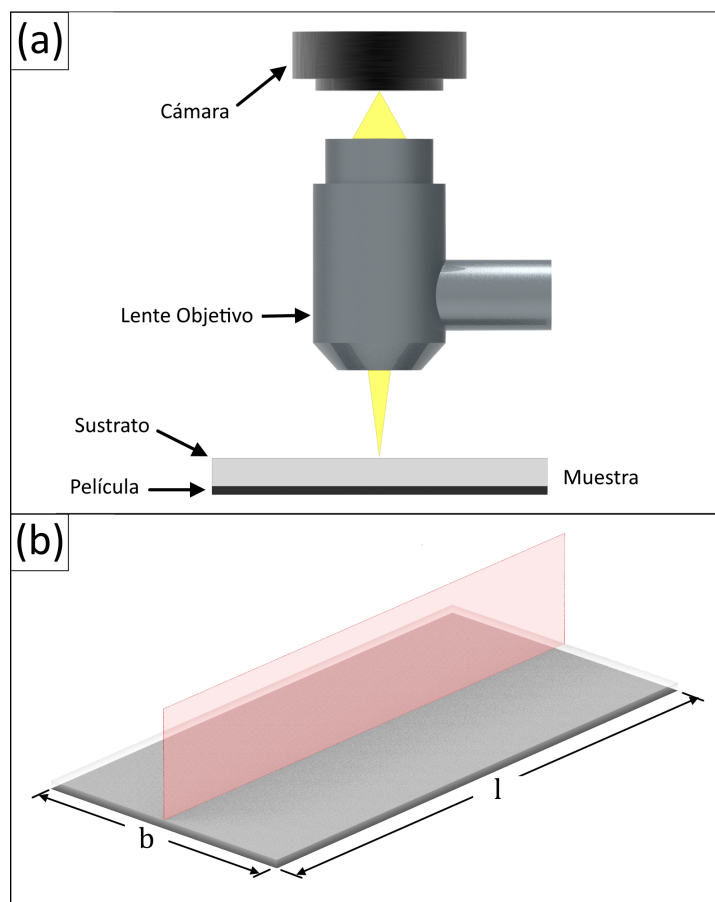 (a)
Cámara
Lente Objetivo
Sustrato
Película
Muestra
(b)
l
b